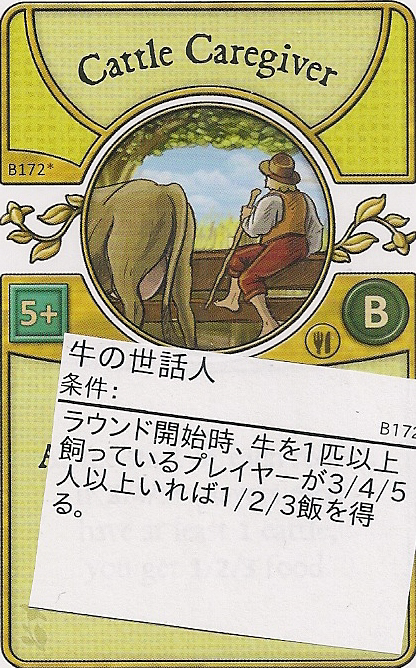 Cattle Caregiver
B172*
5+
B
牛の世話人
条件:
B172
ラウンド開始時、牛を1匹以上
飼っているプレイヤーが3/4/5
人以上いれば1/2/3飯を得
る。
you get 1/2/3 food